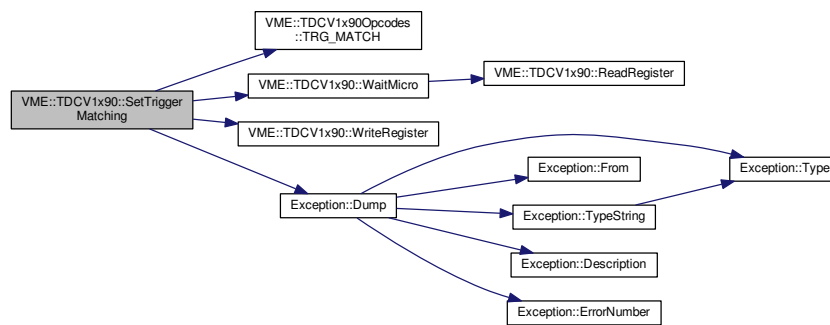 VME::TDCV1x90::SetTrigger
Matching
VME::TDCV1x90Opcodes
::TRG_MATCH
VME::TDCV1x90::WaitMicro
VME::TDCV1x90::ReadRegister
VME::TDCV1x90::WriteRegister
Exception::Dump
Exception::From
Exception::Type
Exception::TypeString
Exception::Description
Exception::ErrorNumber